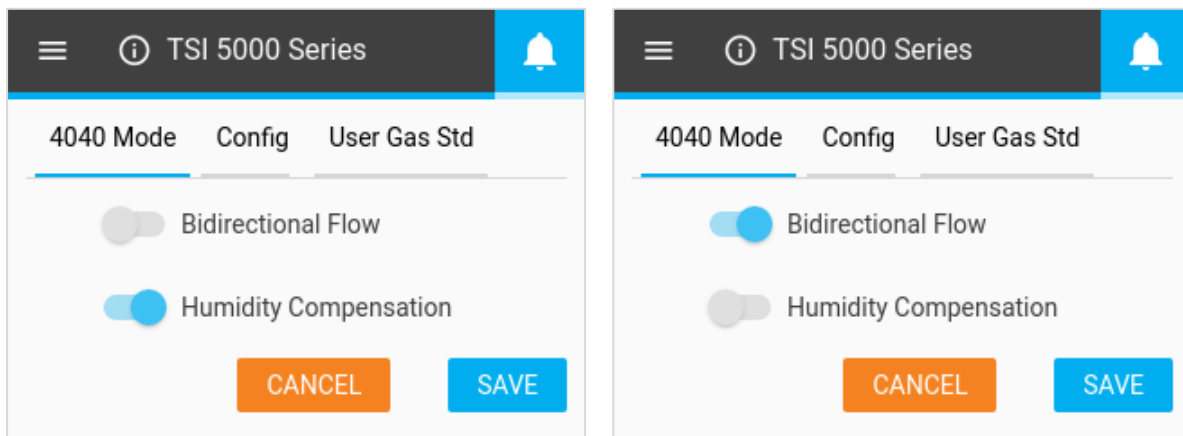 TSI 5000 Series
4040 Mode Config User Gas Std
Bidirectional Flow
Humidity Compensation
CANCEL SAVE
TSI 5000 Series
4040 Mode Config User Gas Std
Bidirectional Flow
Humidity Compensation
CANCEL SAVE